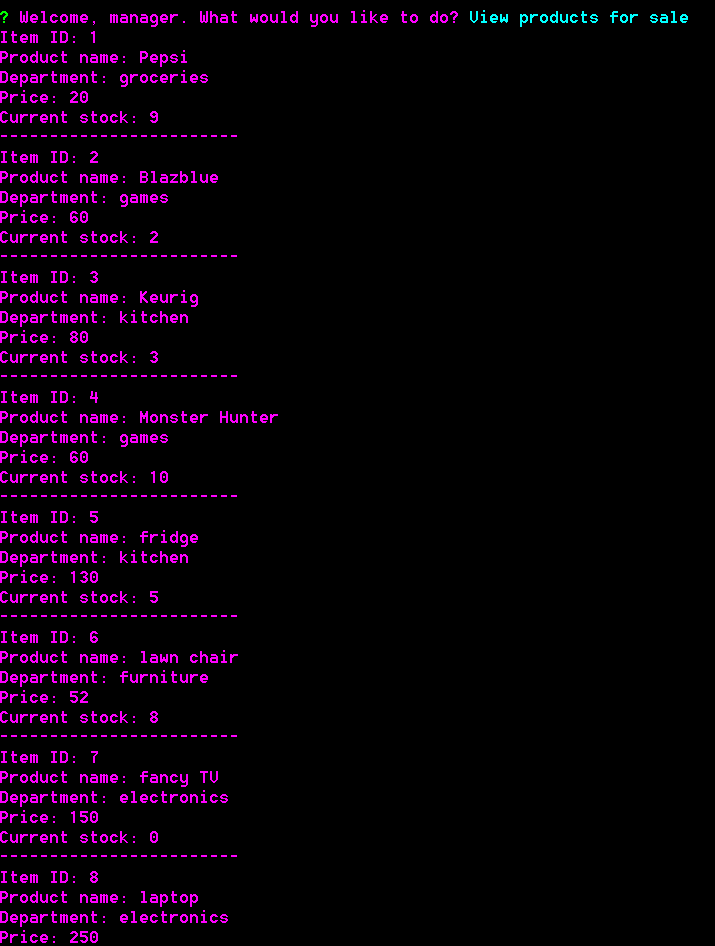 ? Welcome, manager. What would you like to do? View products for sale
Item ID: 1
Product name: Pepsi
Department: groceries
Price: 20
Current stock: 9
------------------------
Item ID: 2
Product name: Blazblue
Department: games
Price: 60
Current stock: 2
------------------------
Item ID: 3
Product name: Keurig
Department: kitchen
Price: 80
Current stock: 3
------------------------
Item ID: 4
Product name: Monster Hunter
Department: games
Price: 60
Current stock: 10
------------------------
Item ID: 5
Product name: fridge
Department: kitchen
Price: 130
Current stock: 5
------------------------
Item ID: 6
Product name: lawn chair
Department: furniture
Price: 52
Current stock: 8
------------------------
Item ID: 7
Product name: fancy TV
Department: electronics
Price: 150
Current stock: 0
------------------------
Item ID: 8
Product name: laptop
Department: electronics
Price: 250